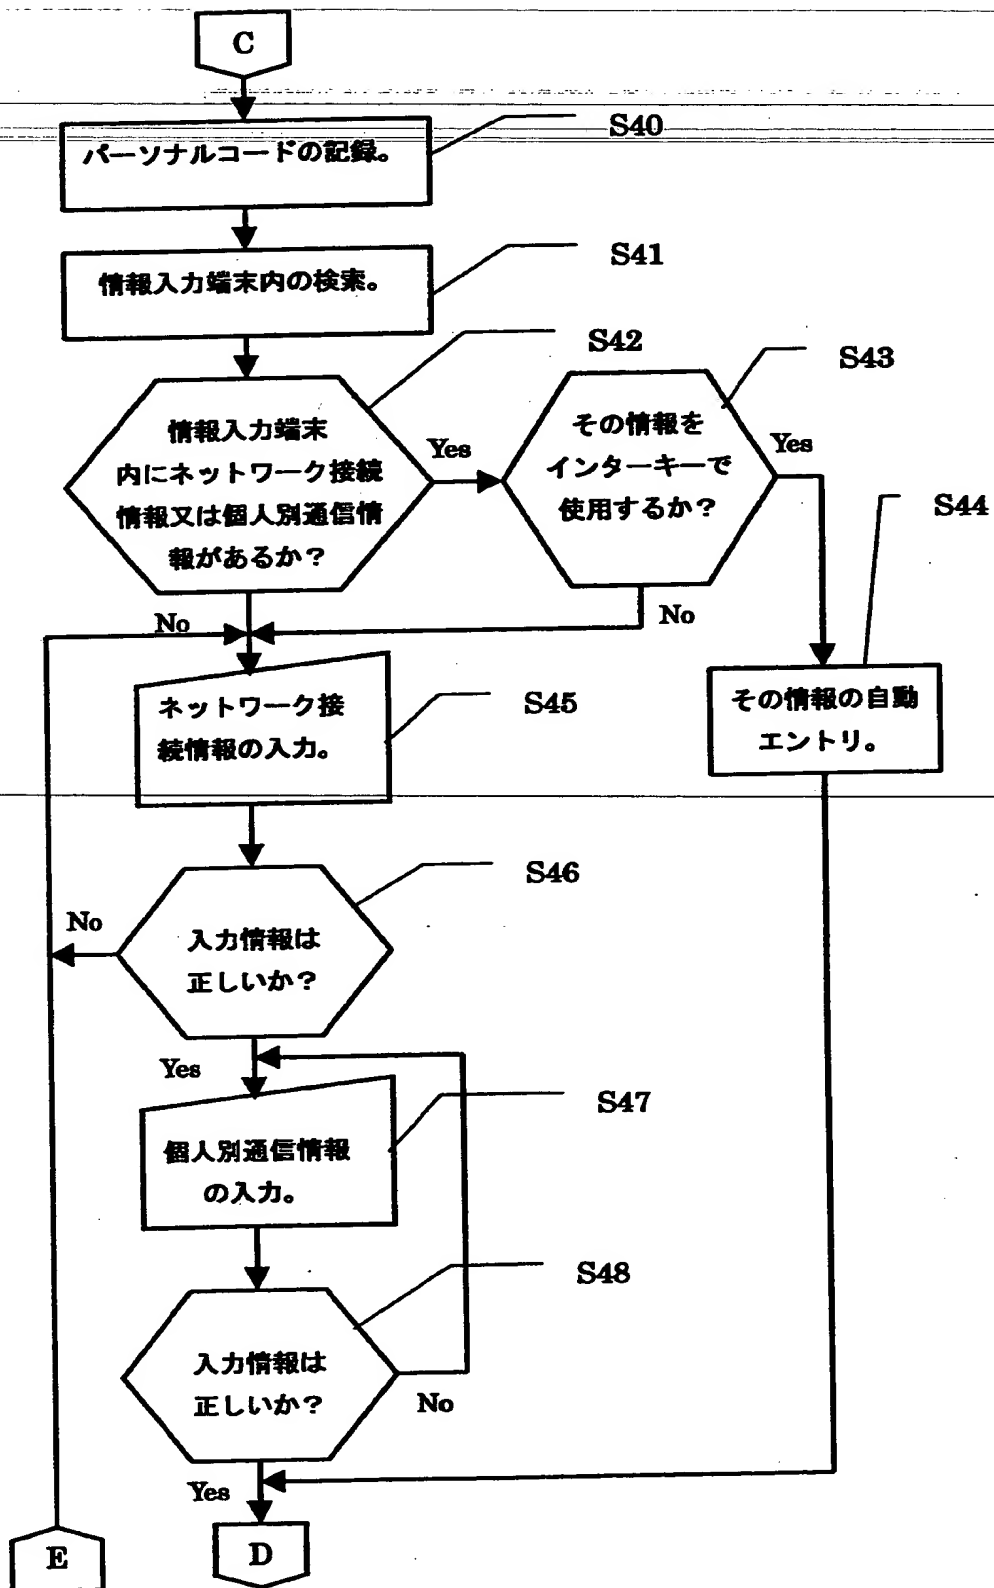 C
S40
パーソナルコードの記録。
S41
情報入力端末内の検索。
S42
S43
情報入力端末
内にネットワーク接続
情報又は個人別通信情
報があるか？
Yes
その情報を
インターキーで
使用するか？
Yes
S44
No
No
ネットワーク接
続情報の入力。
S45
その情報の自動
エントリ。
S46
No
入力情報は
正しいか？
Yes
S47
個人別通信情報
の入力。
S48
入力情報は
正しいか？
No
Yes
E
D